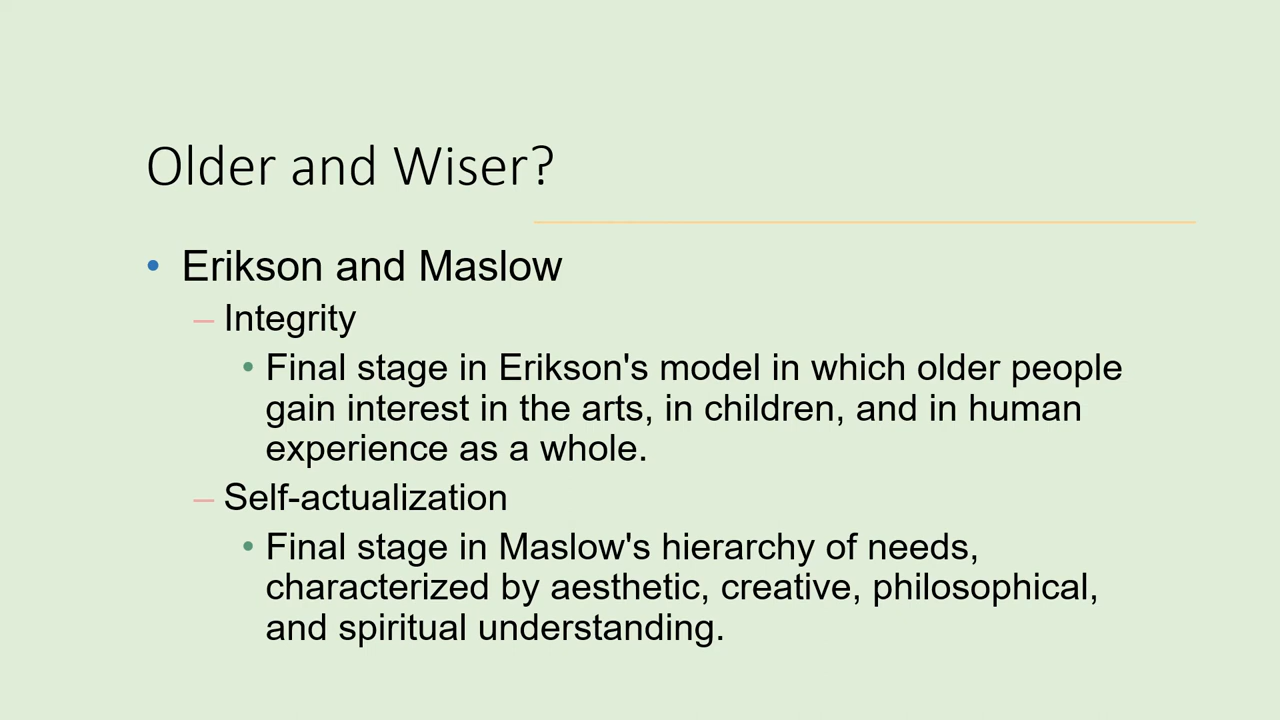 Older and Wiser?
• Erikson and Maslow
– Integrity
• Final stage in Erikson's model in which older people
gain interest in the arts, in children, and in human
experience as a whole.
– Self-actualization
• Final stage in Maslow's hierarchy of needs,
characterized by aesthetic, creative, philosophical,
and spiritual understanding.